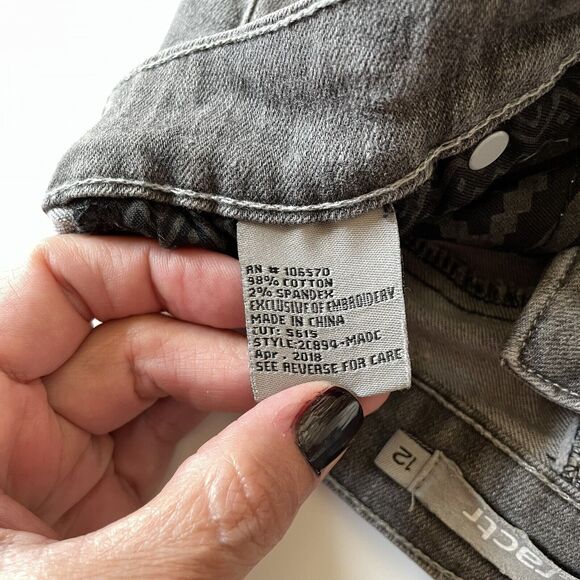 RN # 106570
98% COTTON
2% SPANDEX
EXCLUSIVE OF EMBROIDERY
MADE IN CHINA
CUT: 5615
STYLE:2C894-MADC
Apr . 2018
SEE REVERSE FOR CARE
12
ractr